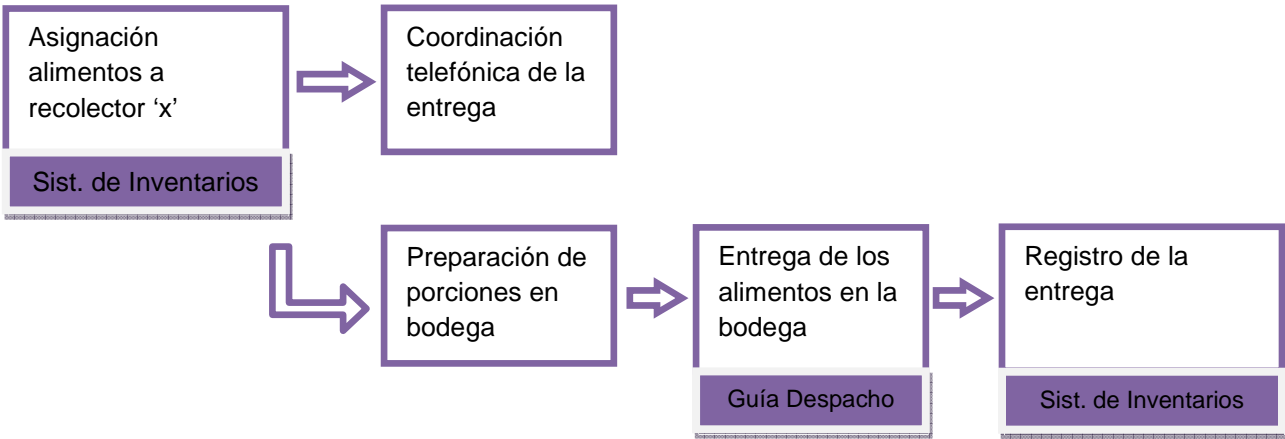 Asignación
alimentos a
recolector ‘x’
Sist. de Inventarios
Coordinación
telefónica de la
entrega
Preparación de
porciones en
bodega
Entrega de los
alimentos en la
bodega
Guía Despacho
Registro de la
entrega
Sist. de Inventarios